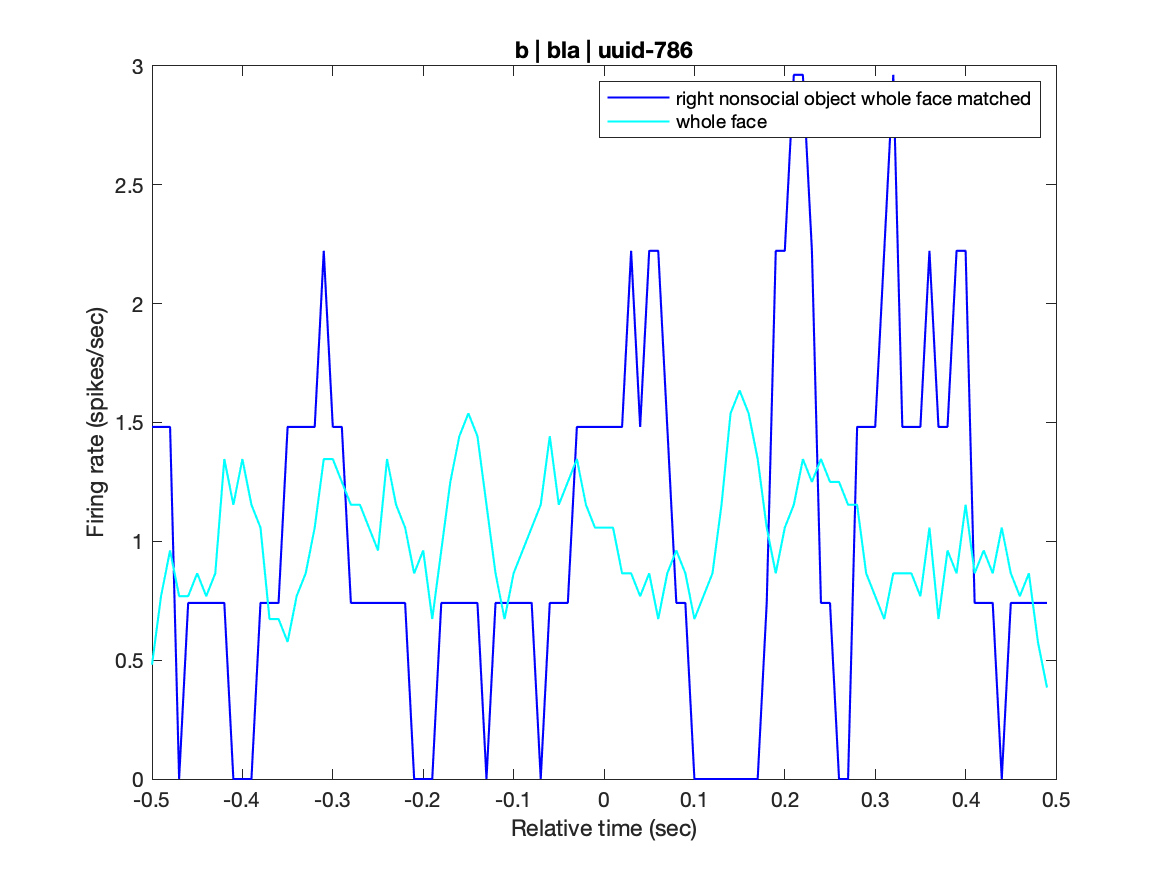 b | bla | uuid-786
3
2.5
2
1.5
1
0.5
0
Firing rate (spikes/sec)
right nonsocial object whole face matched
whole face
-0.5 -0.4 -0.3 -0.2 -0.1 0 0.1 0.2 0.3 0.4 0.5
Relative time (sec)